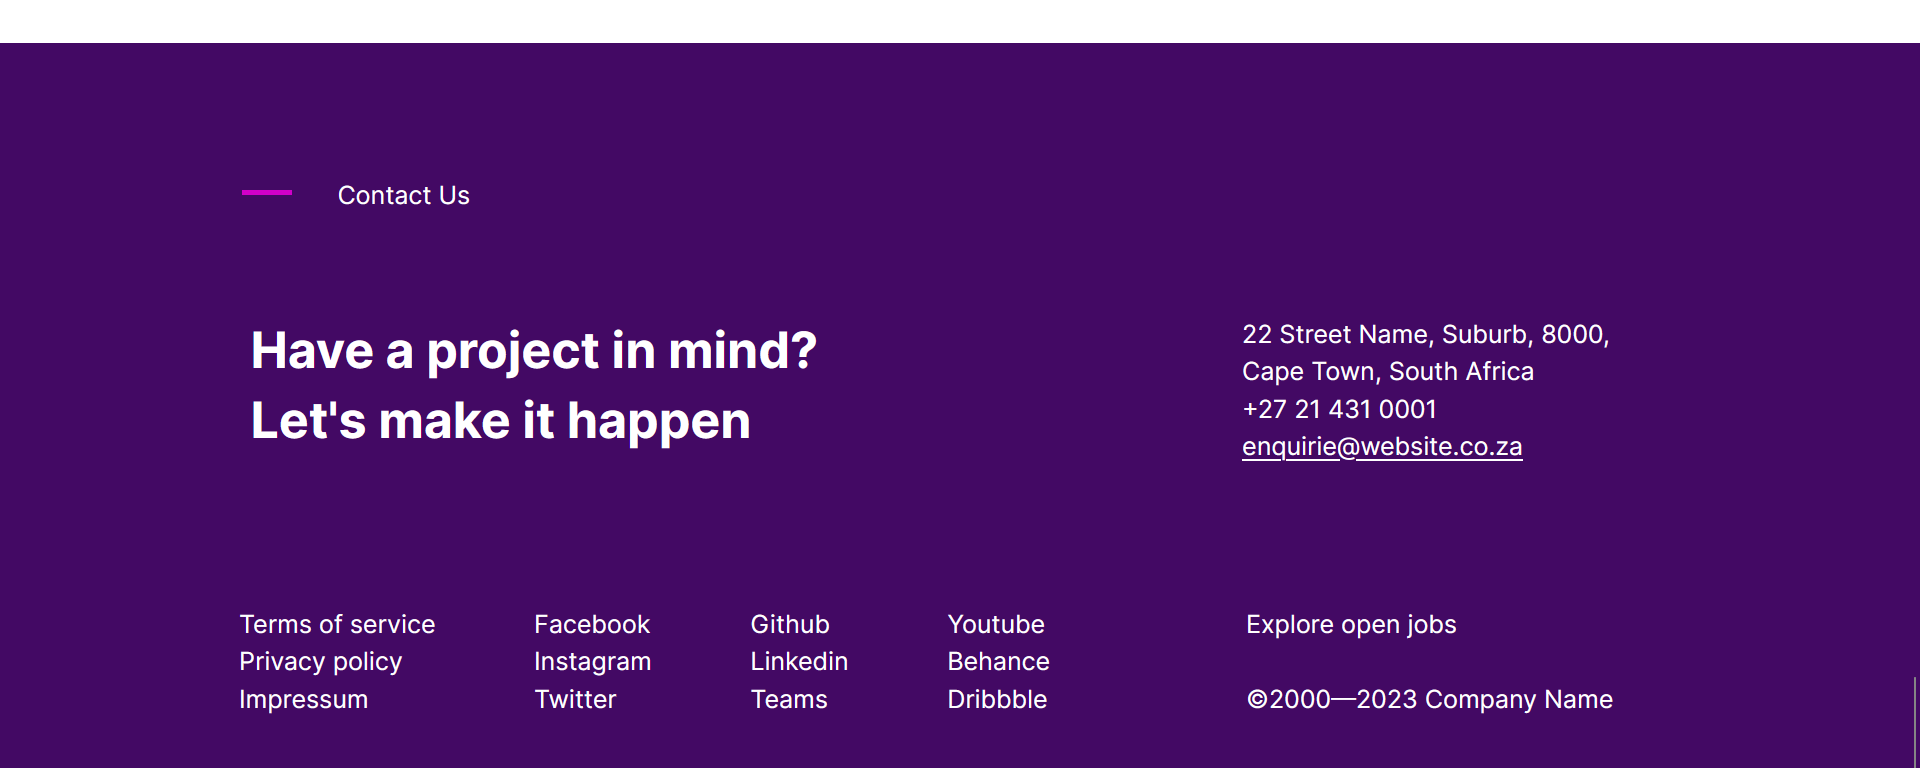 Contact Us
Have a project in mind?
Let's make it happen
22 Street Name, Suburb, 8000,
Cape Town, South Africa
+27 21 431 0001
enquirie@website.co.za
Terms of service
Privacy policy
Impressum
Facebook
Instagram
Twitter
Github
Linkedin
Teams
Youtube
Behance
Dribbble
Explore open jobs
©2000—2023 Company Name